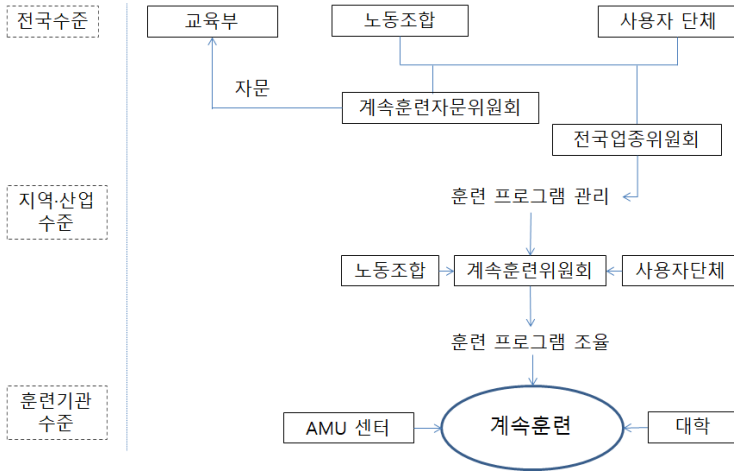 전국수준
교육부
노동조합
사용자 단체
자문
계속훈련자문위원회
전국업종위원회
지역·산업
수준
훈련 프로그램 관리
노동조합
계속훈련위원회
사용자단체
훈련 프로그램 조율
훈련기관
수준
AMU 센터
계속훈련
대학